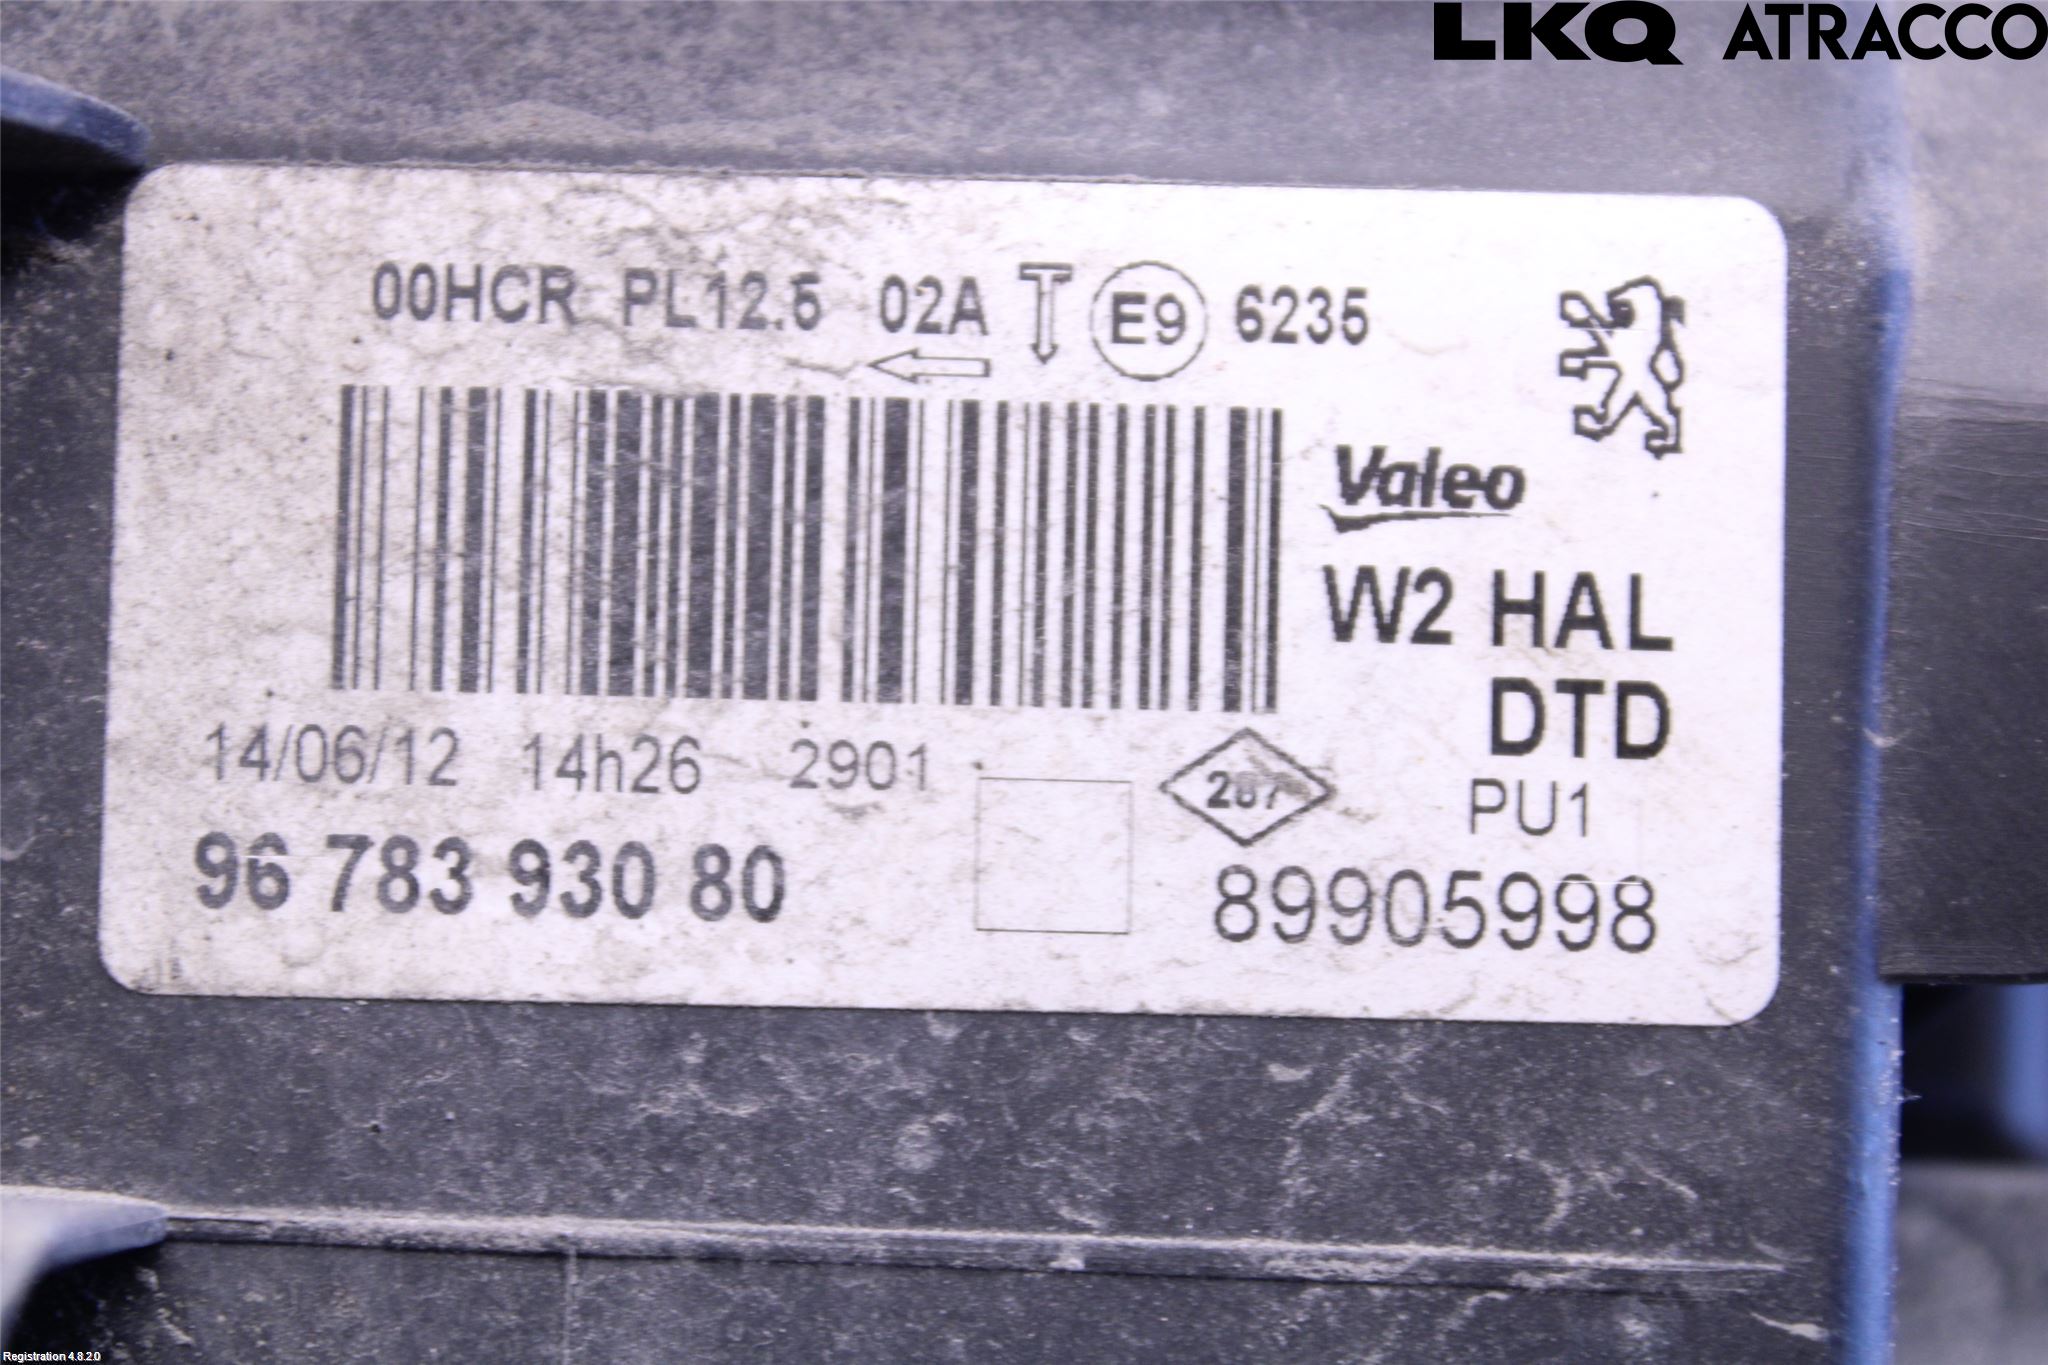 LKQ ATRACCO
00HCR PL12.5 02A E9 6235
Valeo
W2 HAL
DTD
14/06/12 14h26 2901
PU1
96 783 930 80
89905998
Registration 4.8.2.0